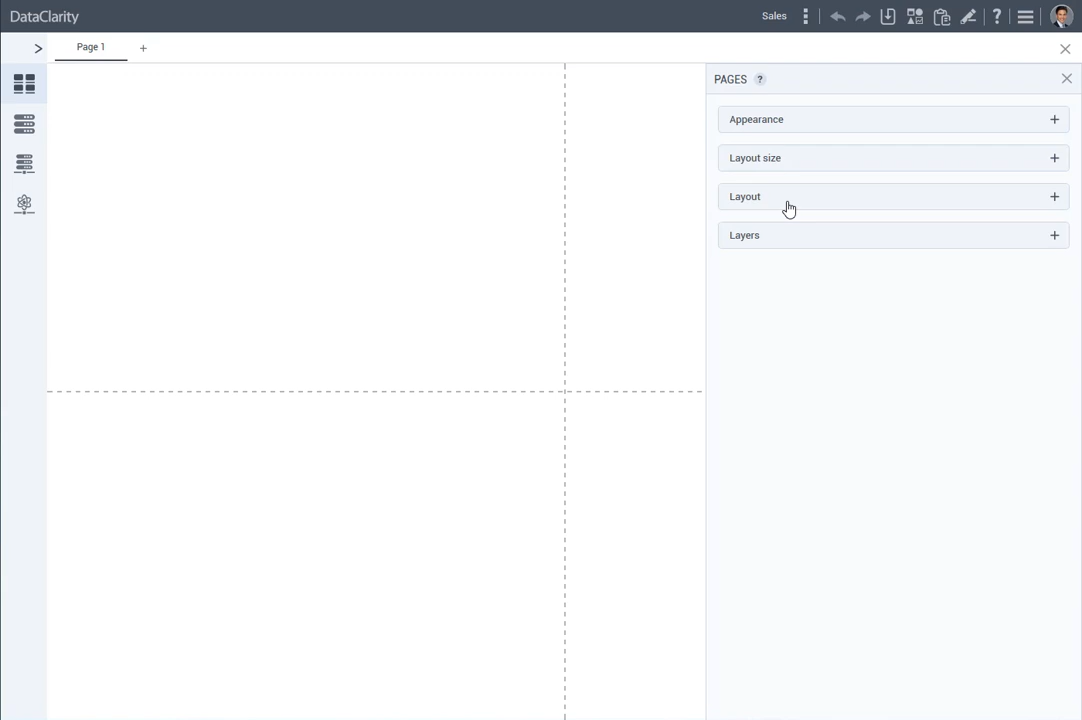 DataClarity
Sales
?
Page 1
+
PAGES ?
Appearance
Layout size
Layout
Layers